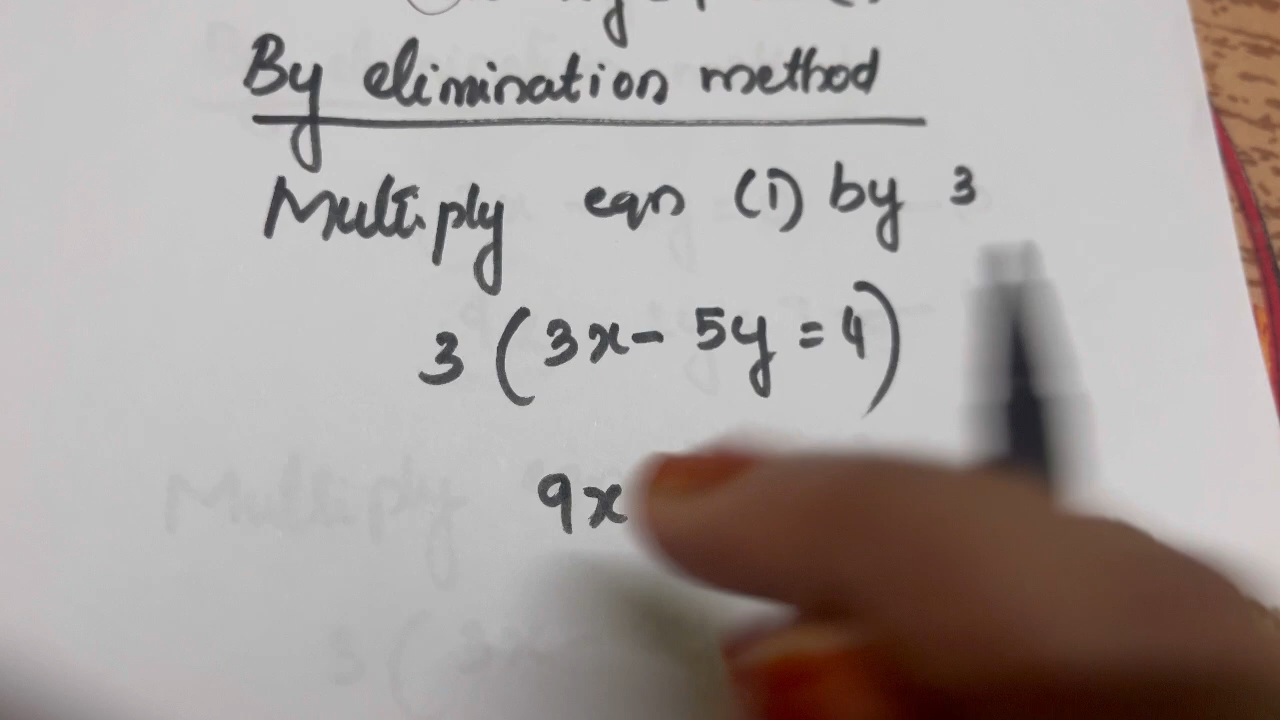 By elimination method
Multiply eqn (1) by 3
3 (3x - 5y = 4)
9x